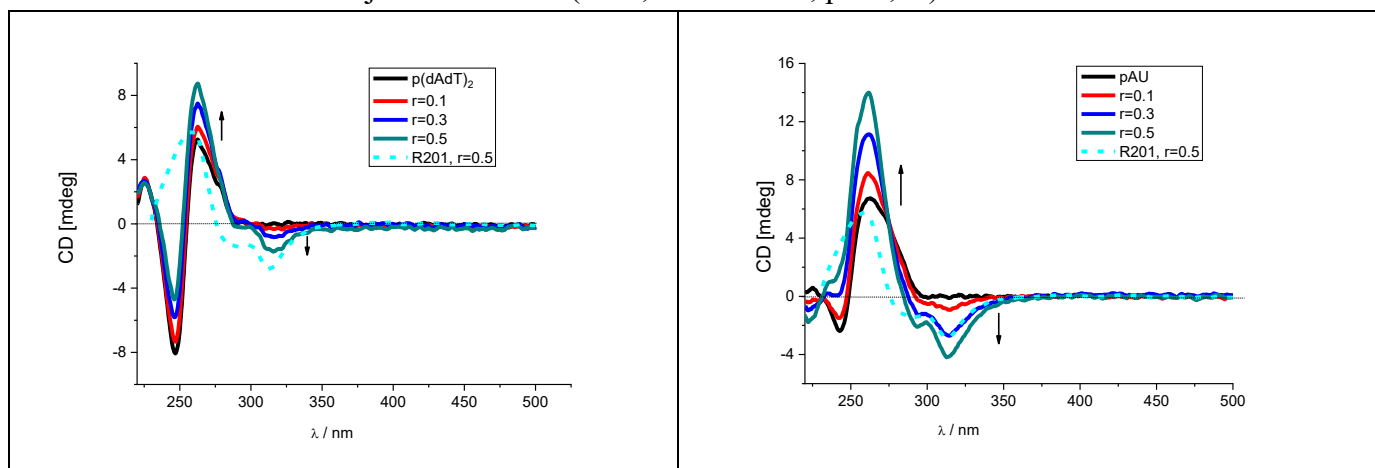 p(dAdT)₂
r=0.1
r=0.3
r=0.5
R201, r=0.5
8
4
0
-4
-8
CD [mdeg]
250 300 350 400 450 500
λ / nm
pAU
r=0.1
r=0.3
r=0.5
R201, r=0.5
16
12
8
4
0
-4
CD [mdeg]
250 300 350 400 450 500
λ / nm